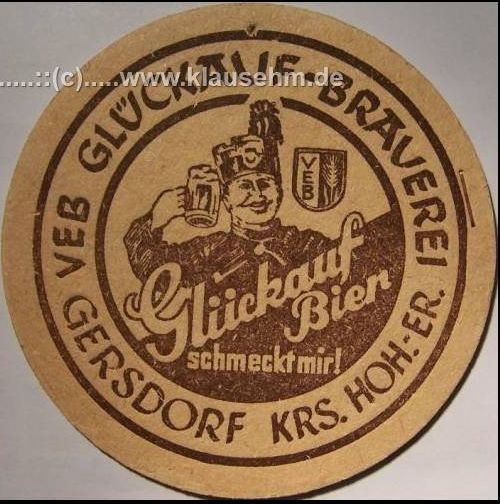 .....::(c).....www.klausehm.de
VEB GLÜCKAUF-BRAUEREI
GERSDORF KRS. HOH.-ER.
VEB
Glückauf
Bier
schmeckt mir!